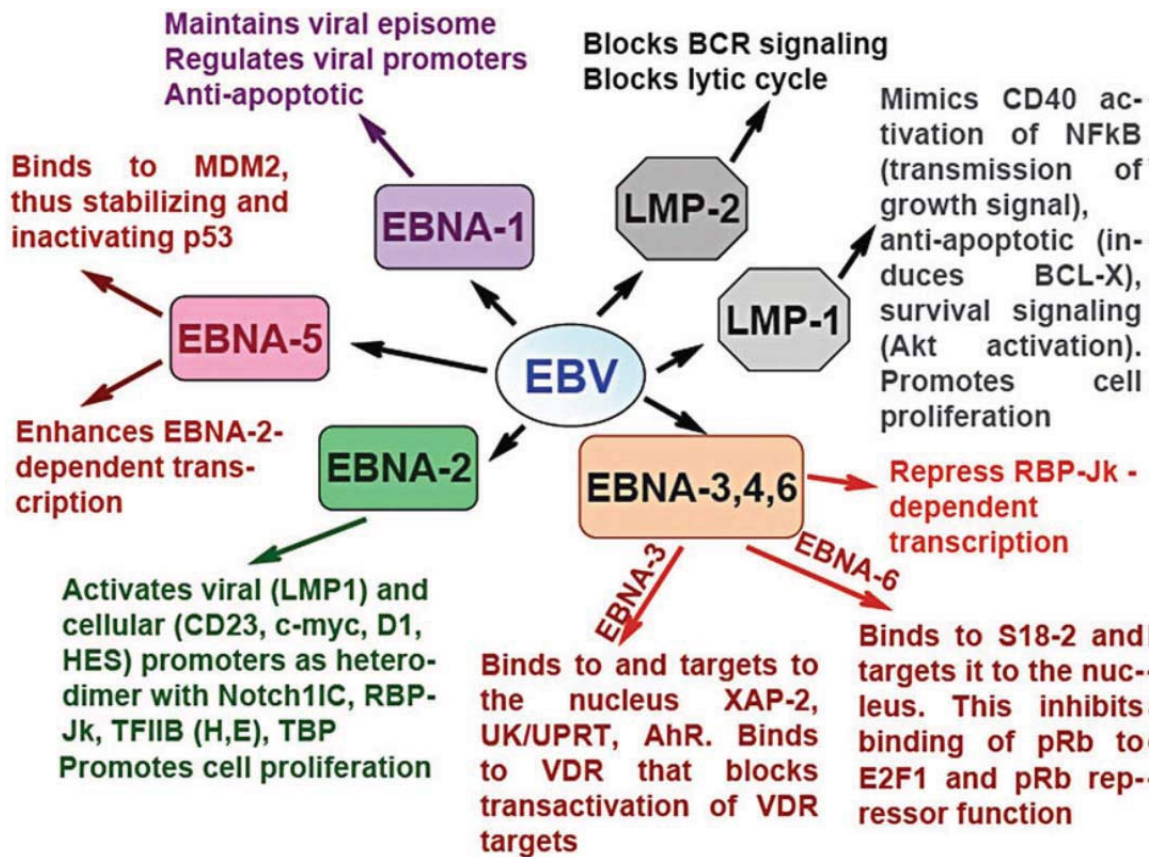 Maintains viral episome
Regulates viral promoters
Anti-apoptotic
Blocks BCR signaling
Blocks lytic cycle
Mimics CD40 ac-
tivation of NFkB
(transmission of
growth signal),
anti-apoptotic (in-
duces BCL-X),
survival signaling
(Akt activation).
Promotes cell
proliferation
Binds to MDM2,
thus stabilizing and
inactivating p53
EBNA-1
LMP-2
LMP-1
EBNA-5
EBV
Enhances EBNA-2-
dependent trans-
cription
EBNA-2
EBNA-3,4,6
Repress RBP-Jk -
dependent
transcription
EBNA-3
EBNA-6
Activates viral (LMP1) and
cellular (CD23, c-myc, D1,
HES) promoters as hetero-
dimer with Notch1IC, RBP-
Jk, TFIIB (H,E), TBP
Promotes cell proliferation
Binds to and targets to
the nucleus XAP-2,
UK/UPRT, AhR. Binds
to VDR that blocks
transactivation of VDR
targets
Binds to S18-2 and
targets it to the nuc-
leus. This inhibits
binding of pRb to
E2F1 and pRb rep-
ressor function